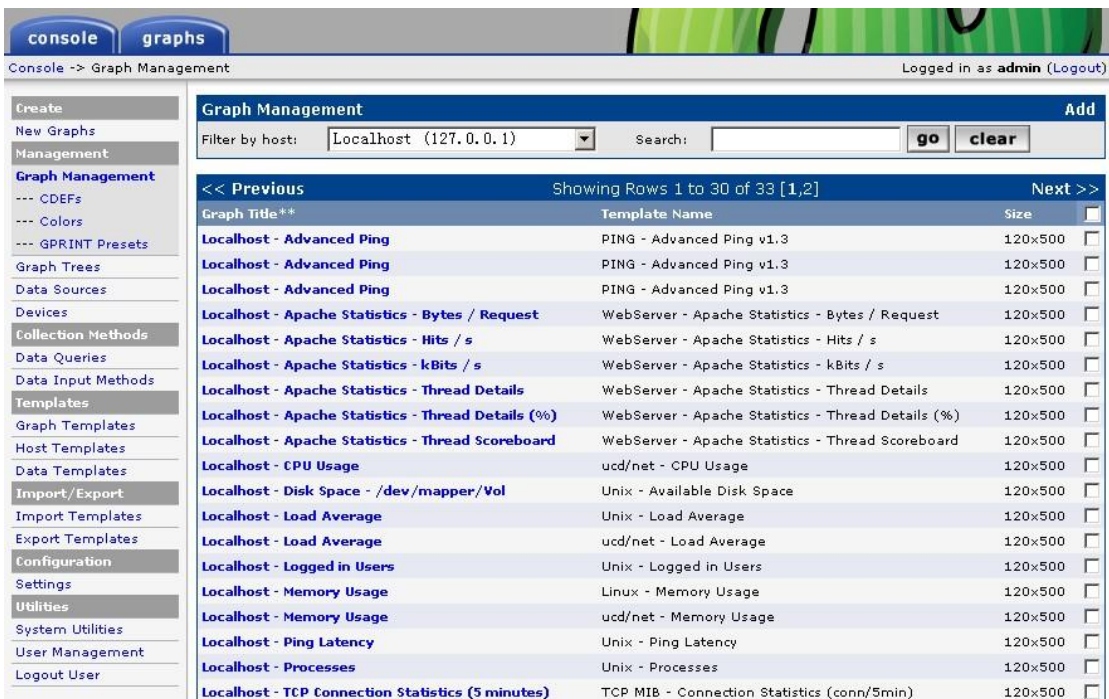 console graphs
Console -> Graph Management
Logged in as admin (Logout)
Create
New Graphs
Management
Graph Management
--- CDEFs
--- Colors
--- GPRINT Presets
Graph Trees
Data Sources
Devices
Collection Methods
Data Queries
Data Input Methods
Templates
Graph Templates
Host Templates
Data Templates
Import/Export
Import Templates
Export Templates
Configuration
Settings
Utilities
System Utilities
User Management
Logout User
Graph Management Add
Filter by host: Localhost (127.0.0.1) Search: go clear
<< Previous Showing Rows 1 to 30 of 33 [1,2] Next >>
Graph Title** Template Name Size
Localhost - Advanced Ping PING - Advanced Ping v1.3 120x500
Localhost - Advanced Ping PING - Advanced Ping v1.3 120x500
Localhost - Advanced Ping PING - Advanced Ping v1.3 120x500
Localhost - Apache Statistics - Bytes / Request WebServer - Apache Statistics - Bytes / Request 120x500
Localhost - Apache Statistics - Hits / s WebServer - Apache Statistics - Hits / s 120x500
Localhost - Apache Statistics - kBits / s WebServer - Apache Statistics - kBits / s 120x500
Localhost - Apache Statistics - Thread Details WebServer - Apache Statistics - Thread Details 120x500
Localhost - Apache Statistics - Thread Details (%) WebServer - Apache Statistics - Thread Details (%) 120x500
Localhost - Apache Statistics - Thread Scoreboard WebServer - Apache Statistics - Thread Scoreboard 120x500
Localhost - CPU Usage ucd/net - CPU Usage 120x500
Localhost - Disk Space - /dev/mapper/Vol Unix - Available Disk Space 120x500
Localhost - Load Average Unix - Load Average 120x500
Localhost - Load Average ucd/net - Load Average 120x500
Localhost - Logged in Users Unix - Logged in Users 120x500
Localhost - Memory Usage Linux - Memory Usage 120x500
Localhost - Memory Usage ucd/net - Memory Usage 120x500
Localhost - Ping Latency Unix - Ping Latency 120x500
Localhost - Processes Unix - Processes 120x500
Localhost - TCP Connection Statistics (5 minutes) TCP MIB - Connection Statistics (conn/5min) 120x500